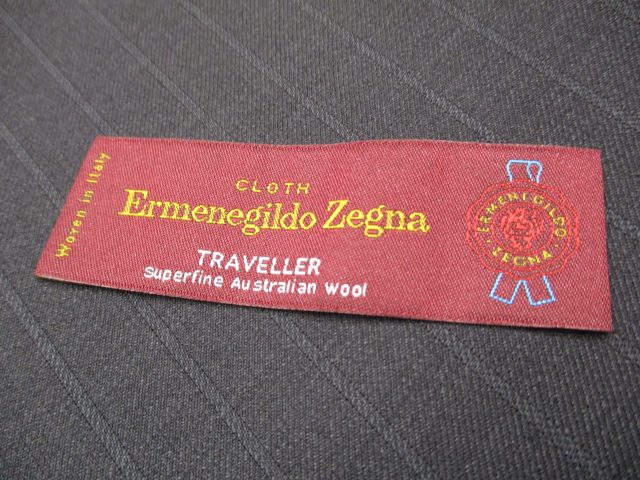 Woven in Italy
CLOTH
Ermenegildo Zegna
TRAVELLER
Superfine Australian Wool
ERMENEGILDO
ZEGNA